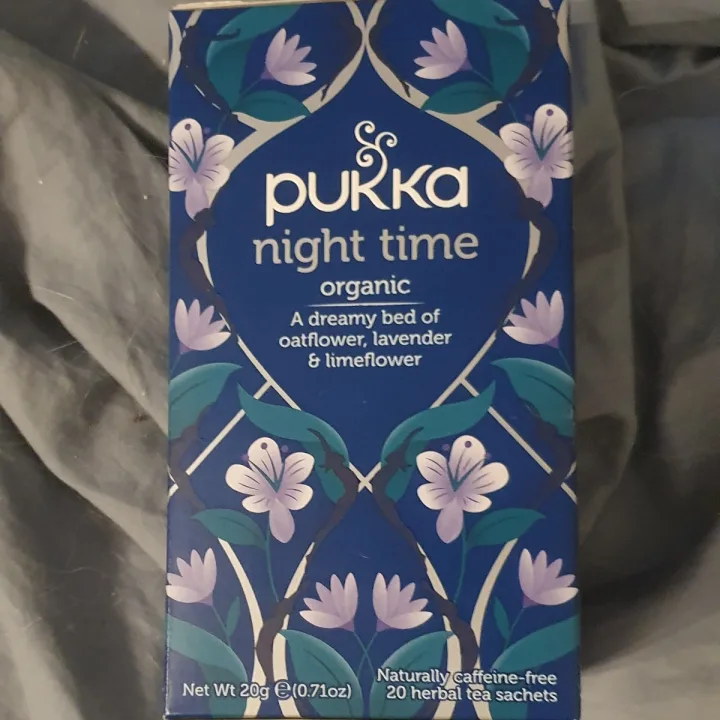 pukka
night time
organic
A dreamy bed of
oatflower, lavender
& limeflower
Net Wt 20g ℮ (0.71oz)
Naturally caffeine-free
20 herbal tea sachets